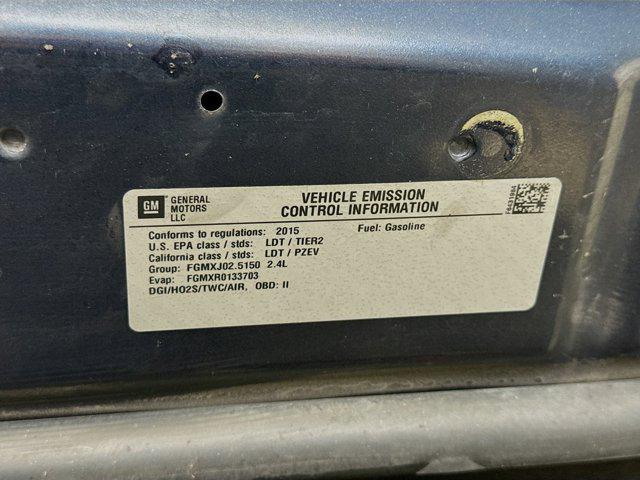 GM GENERAL MOTORS LLC
VEHICLE EMISSION
CONTROL INFORMATION
Conforms to regulations: 2015 Fuel: Gasoline
U.S. EPA class / stds: LDT / TIER2
California class / stds: LDT / PZEV
Group: FGMXJ02.5150 2.4L
Evap: FGMXR0133703
DGI/HO2S/TWC/AIR, OBD: II